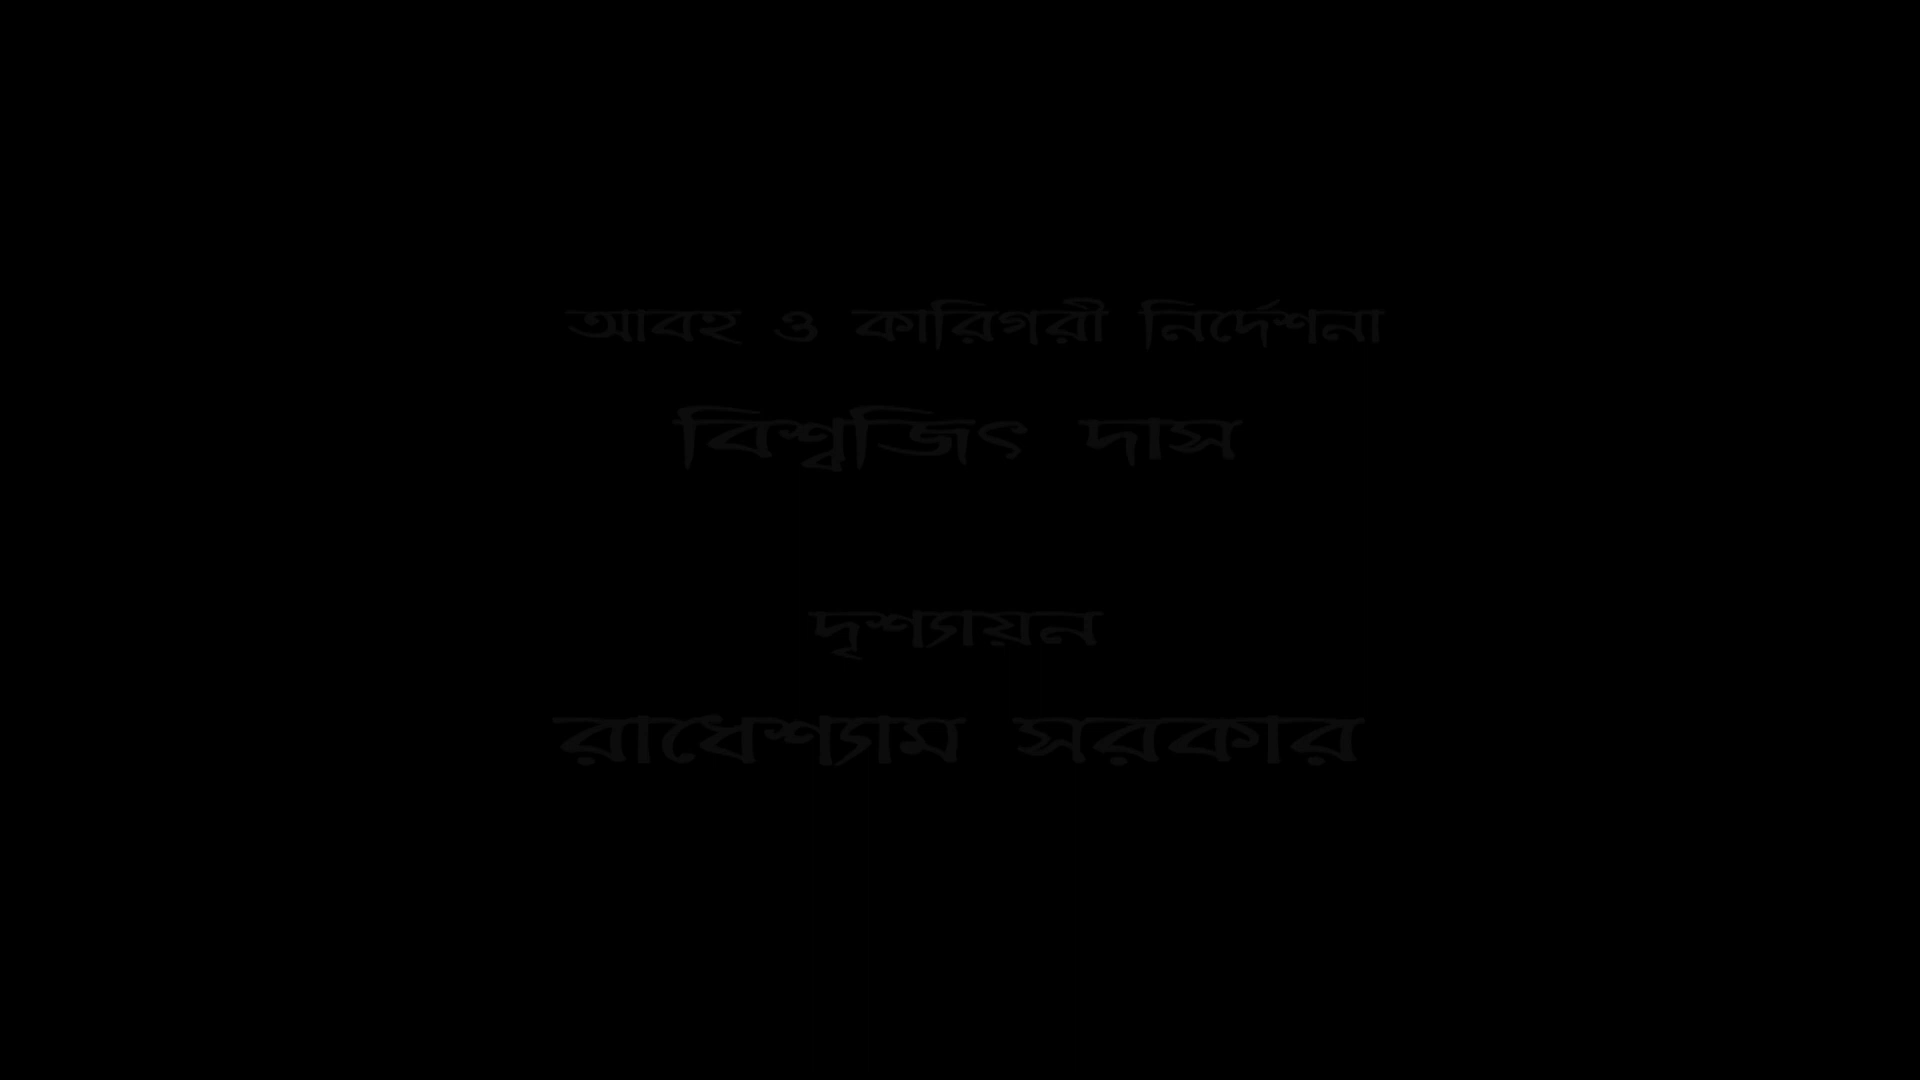 আবহ ও কারিগরী নির্দেশনা
বিশ্বজিৎ দাস
দৃশ্যায়ন
রাধেশ্যাম সরকার